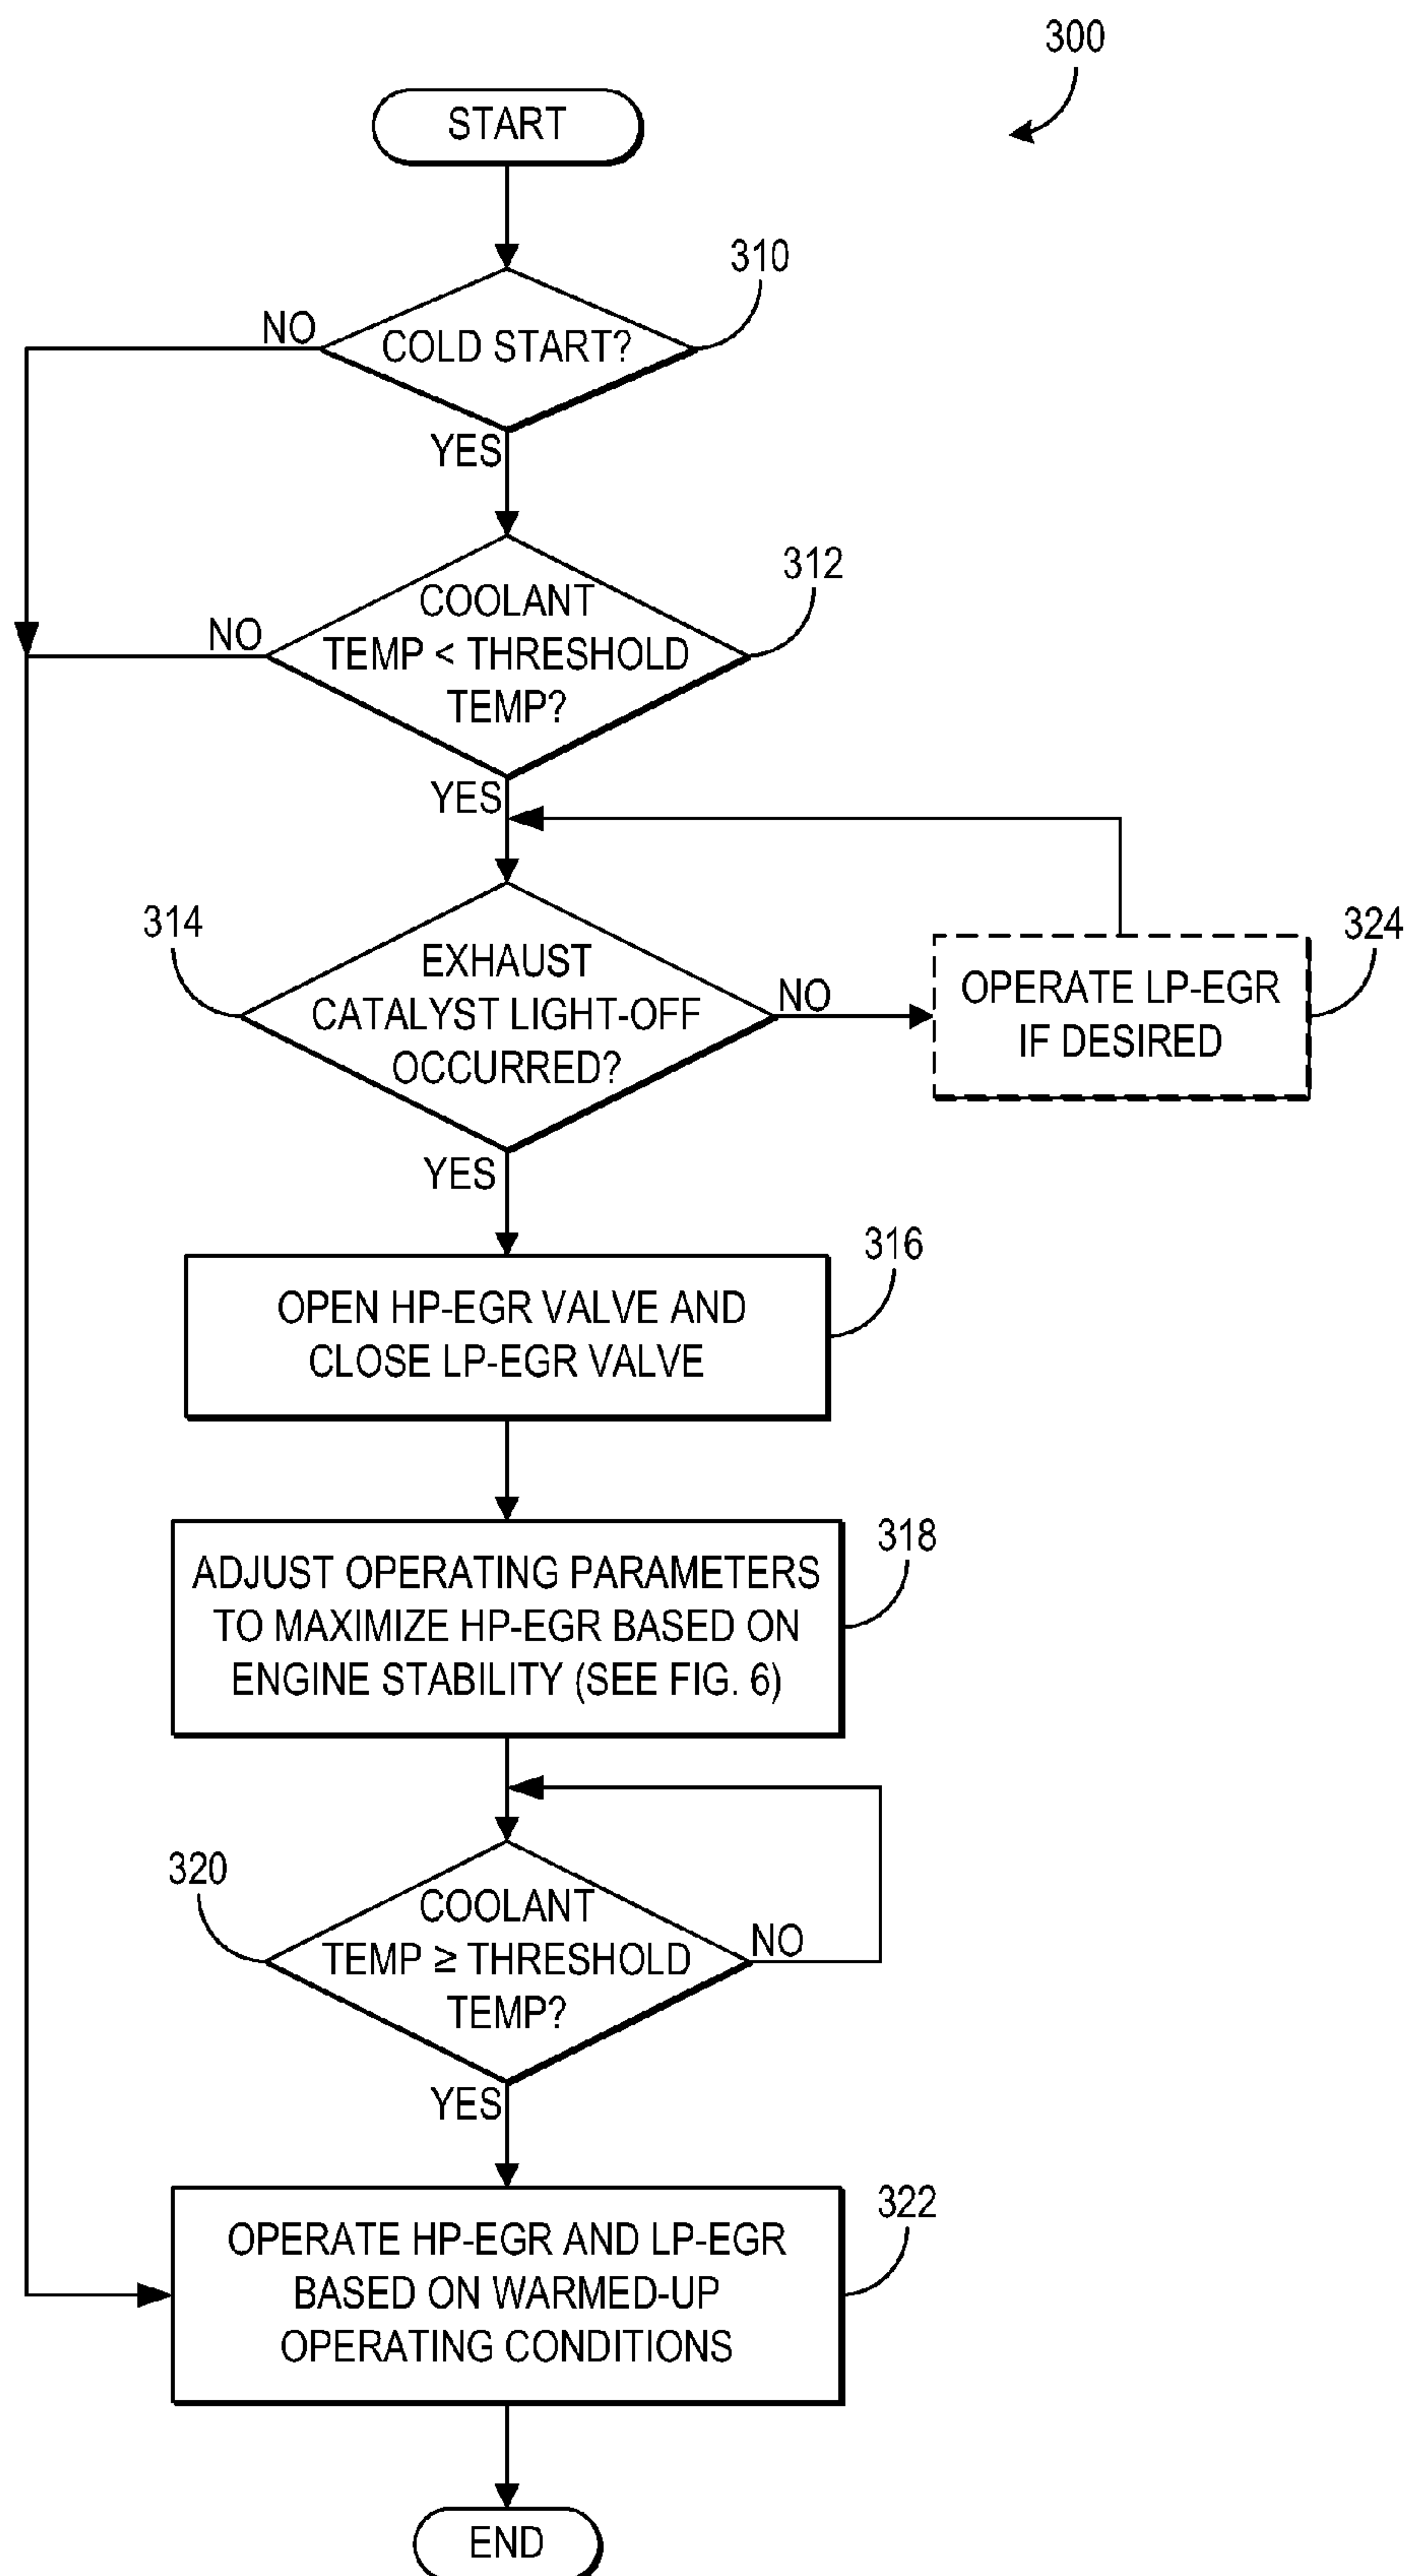 300
START
310
NO
COLD START?
YES
312
NO
COOLANT
TEMP < THRESHOLD
TEMP?
YES
314
EXHAUST
CATALYST LIGHT-OFF
OCCURRED?
NO
324
OPERATE LP-EGR
IF DESIRED
YES
316
OPEN HP-EGR VALVE AND
CLOSE LP-EGR VALVE
318
ADJUST OPERATING PARAMETERS
TO MAXIMIZE HP-EGR BASED ON
ENGINE STABILITY (SEE FIG. 6)
320
COOLANT
TEMP ≥ THRESHOLD
TEMP?
NO
YES
322
OPERATE HP-EGR AND LP-EGR
BASED ON WARMED-UP
OPERATING CONDITIONS
END